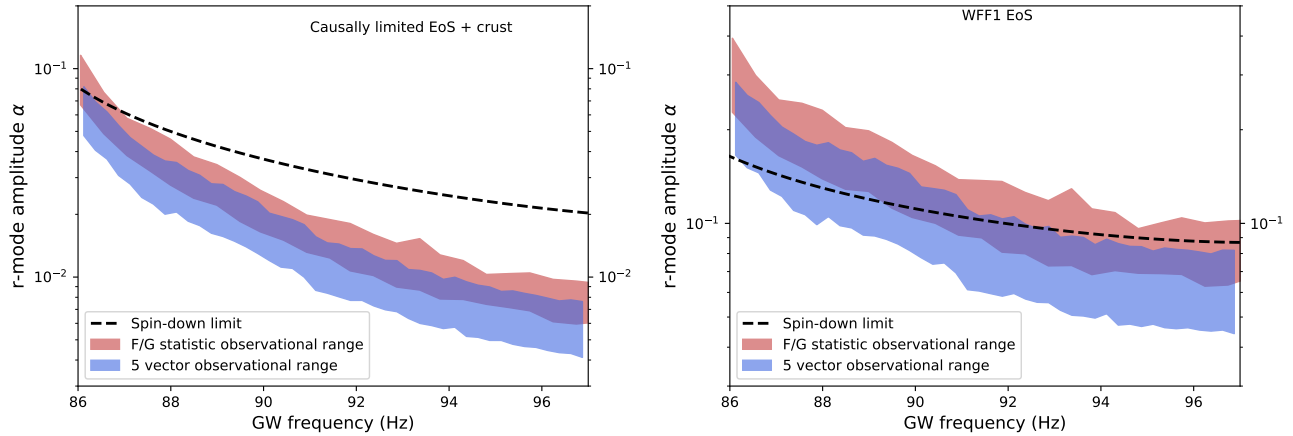 Causally limited EoS + crust
10⁻¹
10⁻¹
10⁻²
10⁻²
r-mode amplitude α
Spin-down limit
F/G statistic observational range
5 vector observational range
86 88 90 92 94 96
GW frequency (Hz)
WFF1 EoS
10⁻¹
10⁻¹
r-mode amplitude α
Spin-down limit
F/G statistic observational range
5 vector observational range
86 88 90 92 94 96
GW frequency (Hz)